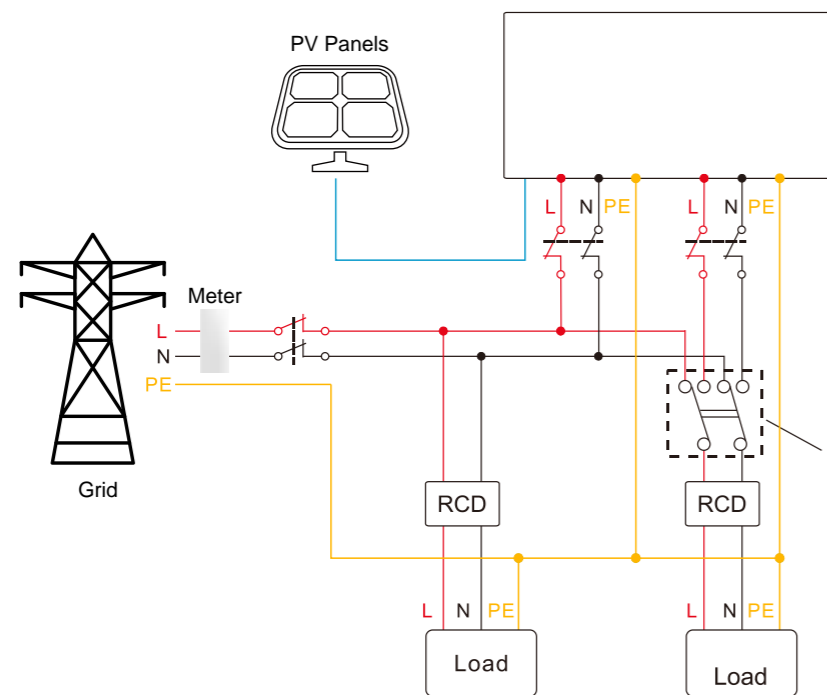 PV Panels
L N PE L N PE
Meter
L
N
PE
Grid
RCD RCD
L N PE L N PE
Load Load